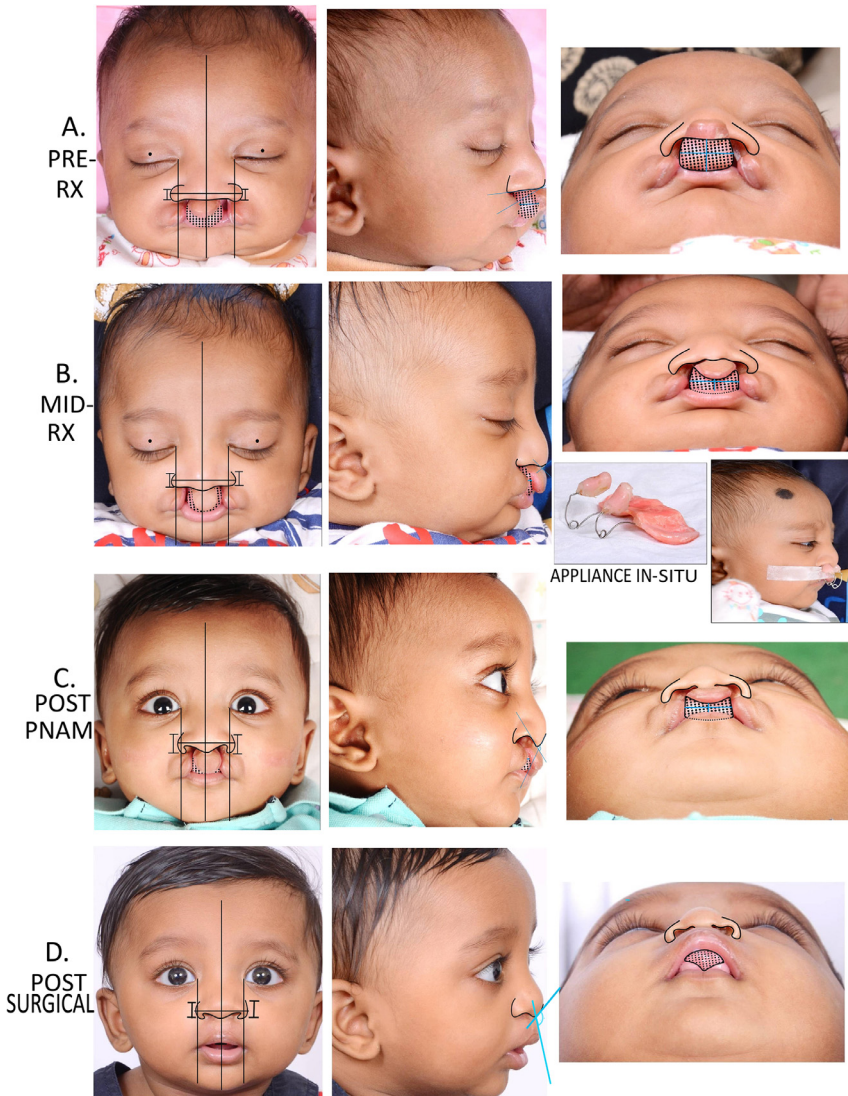 A.
PRE-
RX
B.
MID-
RX
APPLIANCE IN-SITU
C.
POST
PNAM
D.
POST
SURGICAL